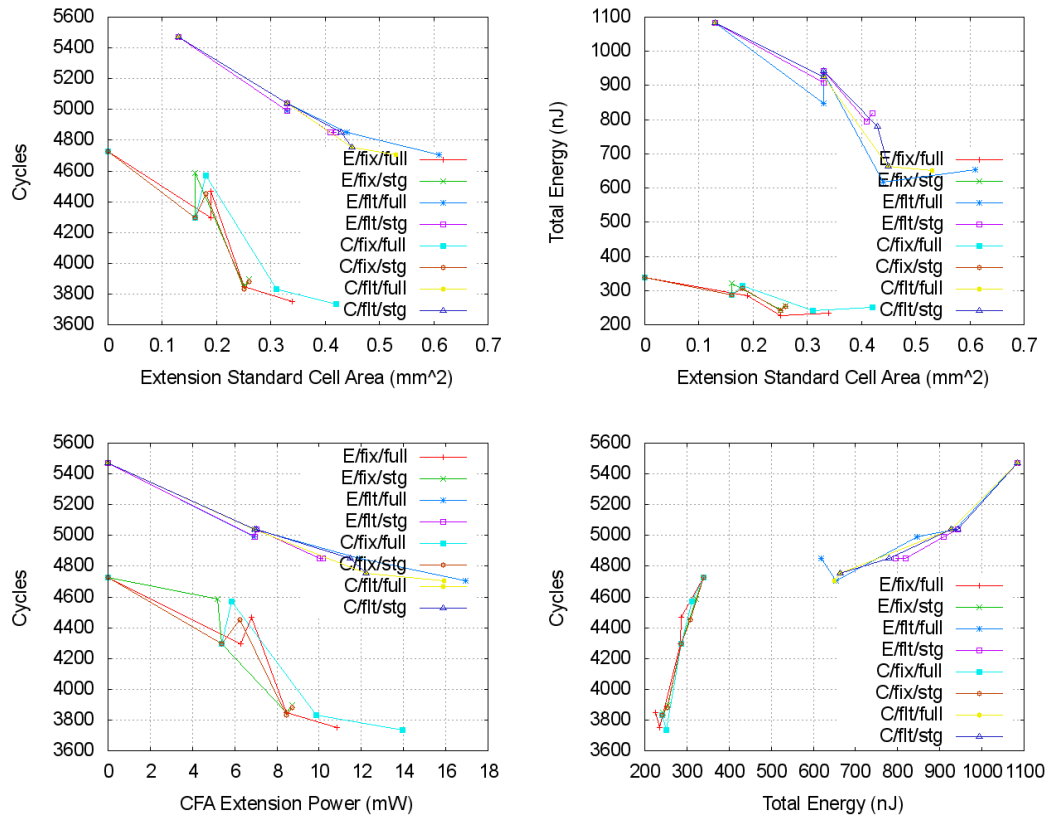 5600
5400
5200
5000
4800
4600
4400
4200
4000
3800
3600
Cycles
0 0.1 0.2 0.3 0.4 0.5 0.6 0.7
Extension Standard Cell Area (mm^2)
E/fix/full
E/fix/stg
E/flt/full
E/flt/stg
C/fix/full
C/fix/stg
C/flt/full
C/flt/stg
1100
1000
900
800
700
600
500
400
300
200
Total Energy (nJ)
0 0.1 0.2 0.3 0.4 0.5 0.6 0.7
Extension Standard Cell Area (mm^2)
E/fix/full
E/fix/stg
E/flt/full
E/flt/stg
C/fix/full
C/fix/stg
C/flt/full
C/flt/stg
5600
5400
5200
5000
4800
4600
4400
4200
4000
3800
3600
Cycles
0 2 4 6 8 10 12 14 16 18
CFA Extension Power (mW)
E/fix/full
E/fix/stg
E/flt/full
E/flt/stg
C/fix/full
C/fix/stg
C/flt/full
C/flt/stg
5600
5400
5200
5000
4800
4600
4400
4200
4000
3800
3600
Cycles
200 300 400 500 600 700 800 900 1000 1100
Total Energy (nJ)
E/fix/full
E/fix/stg
E/flt/full
E/flt/stg
C/fix/full
C/fix/stg
C/flt/full
C/flt/stg